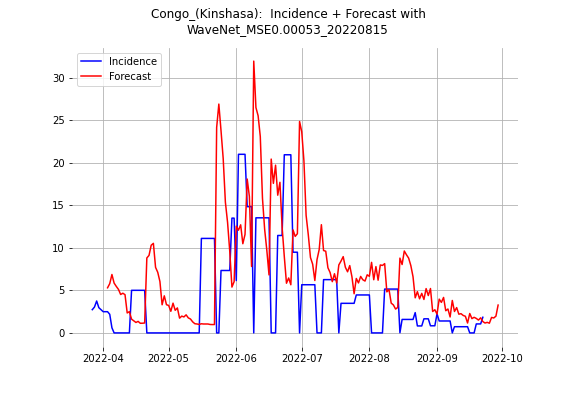 Congo_(Kinshasa):  Incidence + Forecast with
WaveNet_MSE0.00053_20220815
Incidence
Forecast
30
25
20
15
10
5
0
2022-04 2022-05 2022-06 2022-07 2022-08 2022-09 2022-10